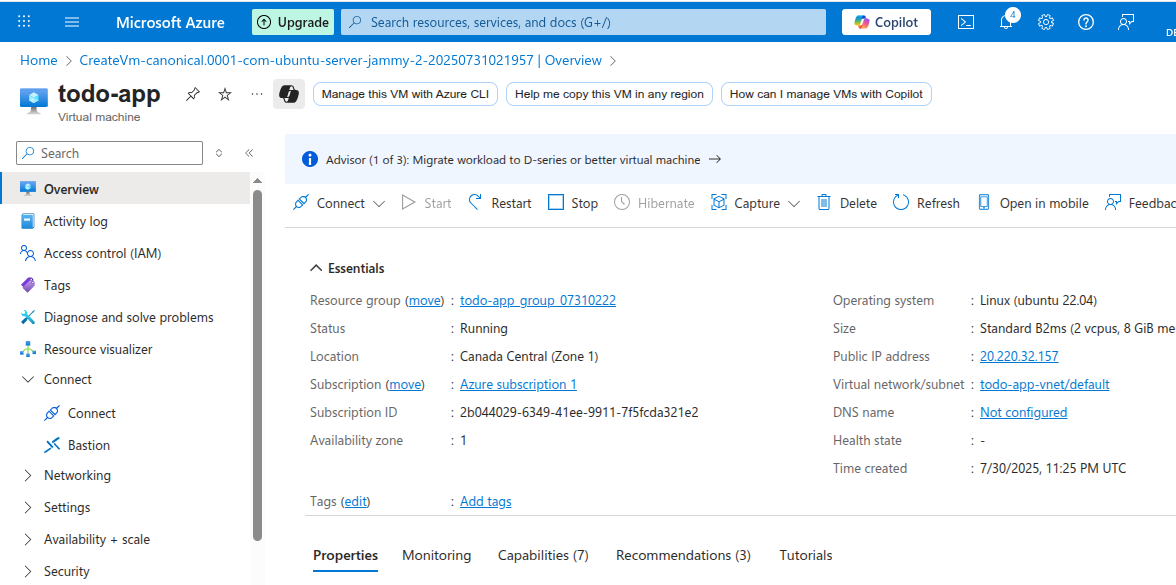 Microsoft Azure
Upgrade
Search resources, services, and docs (G+/)
Copilot
4
Home > CreateVm-canonical.0001-com-ubuntu-server-jammy-2-20250731021957 | Overview >
todo-app
Virtual machine
Manage this VM with Azure CLI
Help me copy this VM in any region
How can I manage VMs with Copilot
Search
Overview
Activity log
Access control (IAM)
Tags
Diagnose and solve problems
Resource visualizer
Connect
Connect
Bastion
Networking
Settings
Availability + scale
Security
Advisor (1 of 3): Migrate workload to D-series or better virtual machine →
Connect
Start
Restart
Stop
Hibernate
Capture
Delete
Refresh
Open in mobile
Feedbac
Essentials
Resource group (move) : todo-app_group_07310222
Status : Running
Location : Canada Central (Zone 1)
Subscription (move) : Azure subscription 1
Subscription ID : 2b044029-6349-41ee-9911-7f5fcda321e2
Availability zone : 1
Operating system : Linux (ubuntu 22.04)
Size : Standard B2ms (2 vcpus, 8 GiB me
Public IP address : 20.220.32.157
Virtual network/subnet : todo-app-vnet/default
DNS name : Not configured
Health state : -
Time created : 7/30/2025, 11:25 PM UTC
Tags (edit) : Add tags
Properties
Monitoring
Capabilities (7)
Recommendations (3)
Tutorials